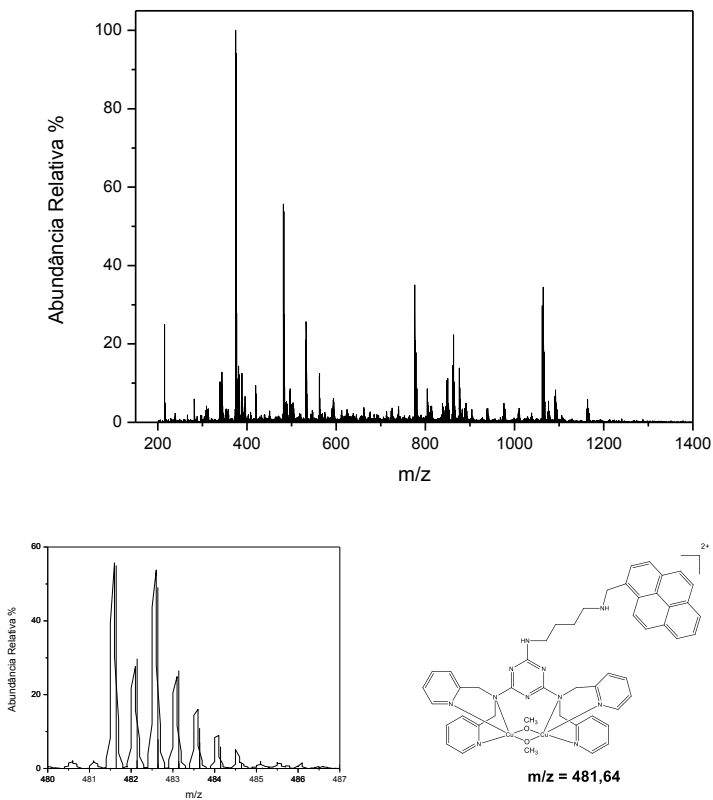 Abundância Relativa %
100
80
60
40
20
0
200 400 600 800 1000 1200 1400
m/z
Abundância Relativa %
60
40
20
0
480 481 482 483 484 485 486 487
m/z
2+
NH
HN
N N
N
N N
N N
CH3
O
Cu Cu
O
CH3
N N
m/z = 481,64